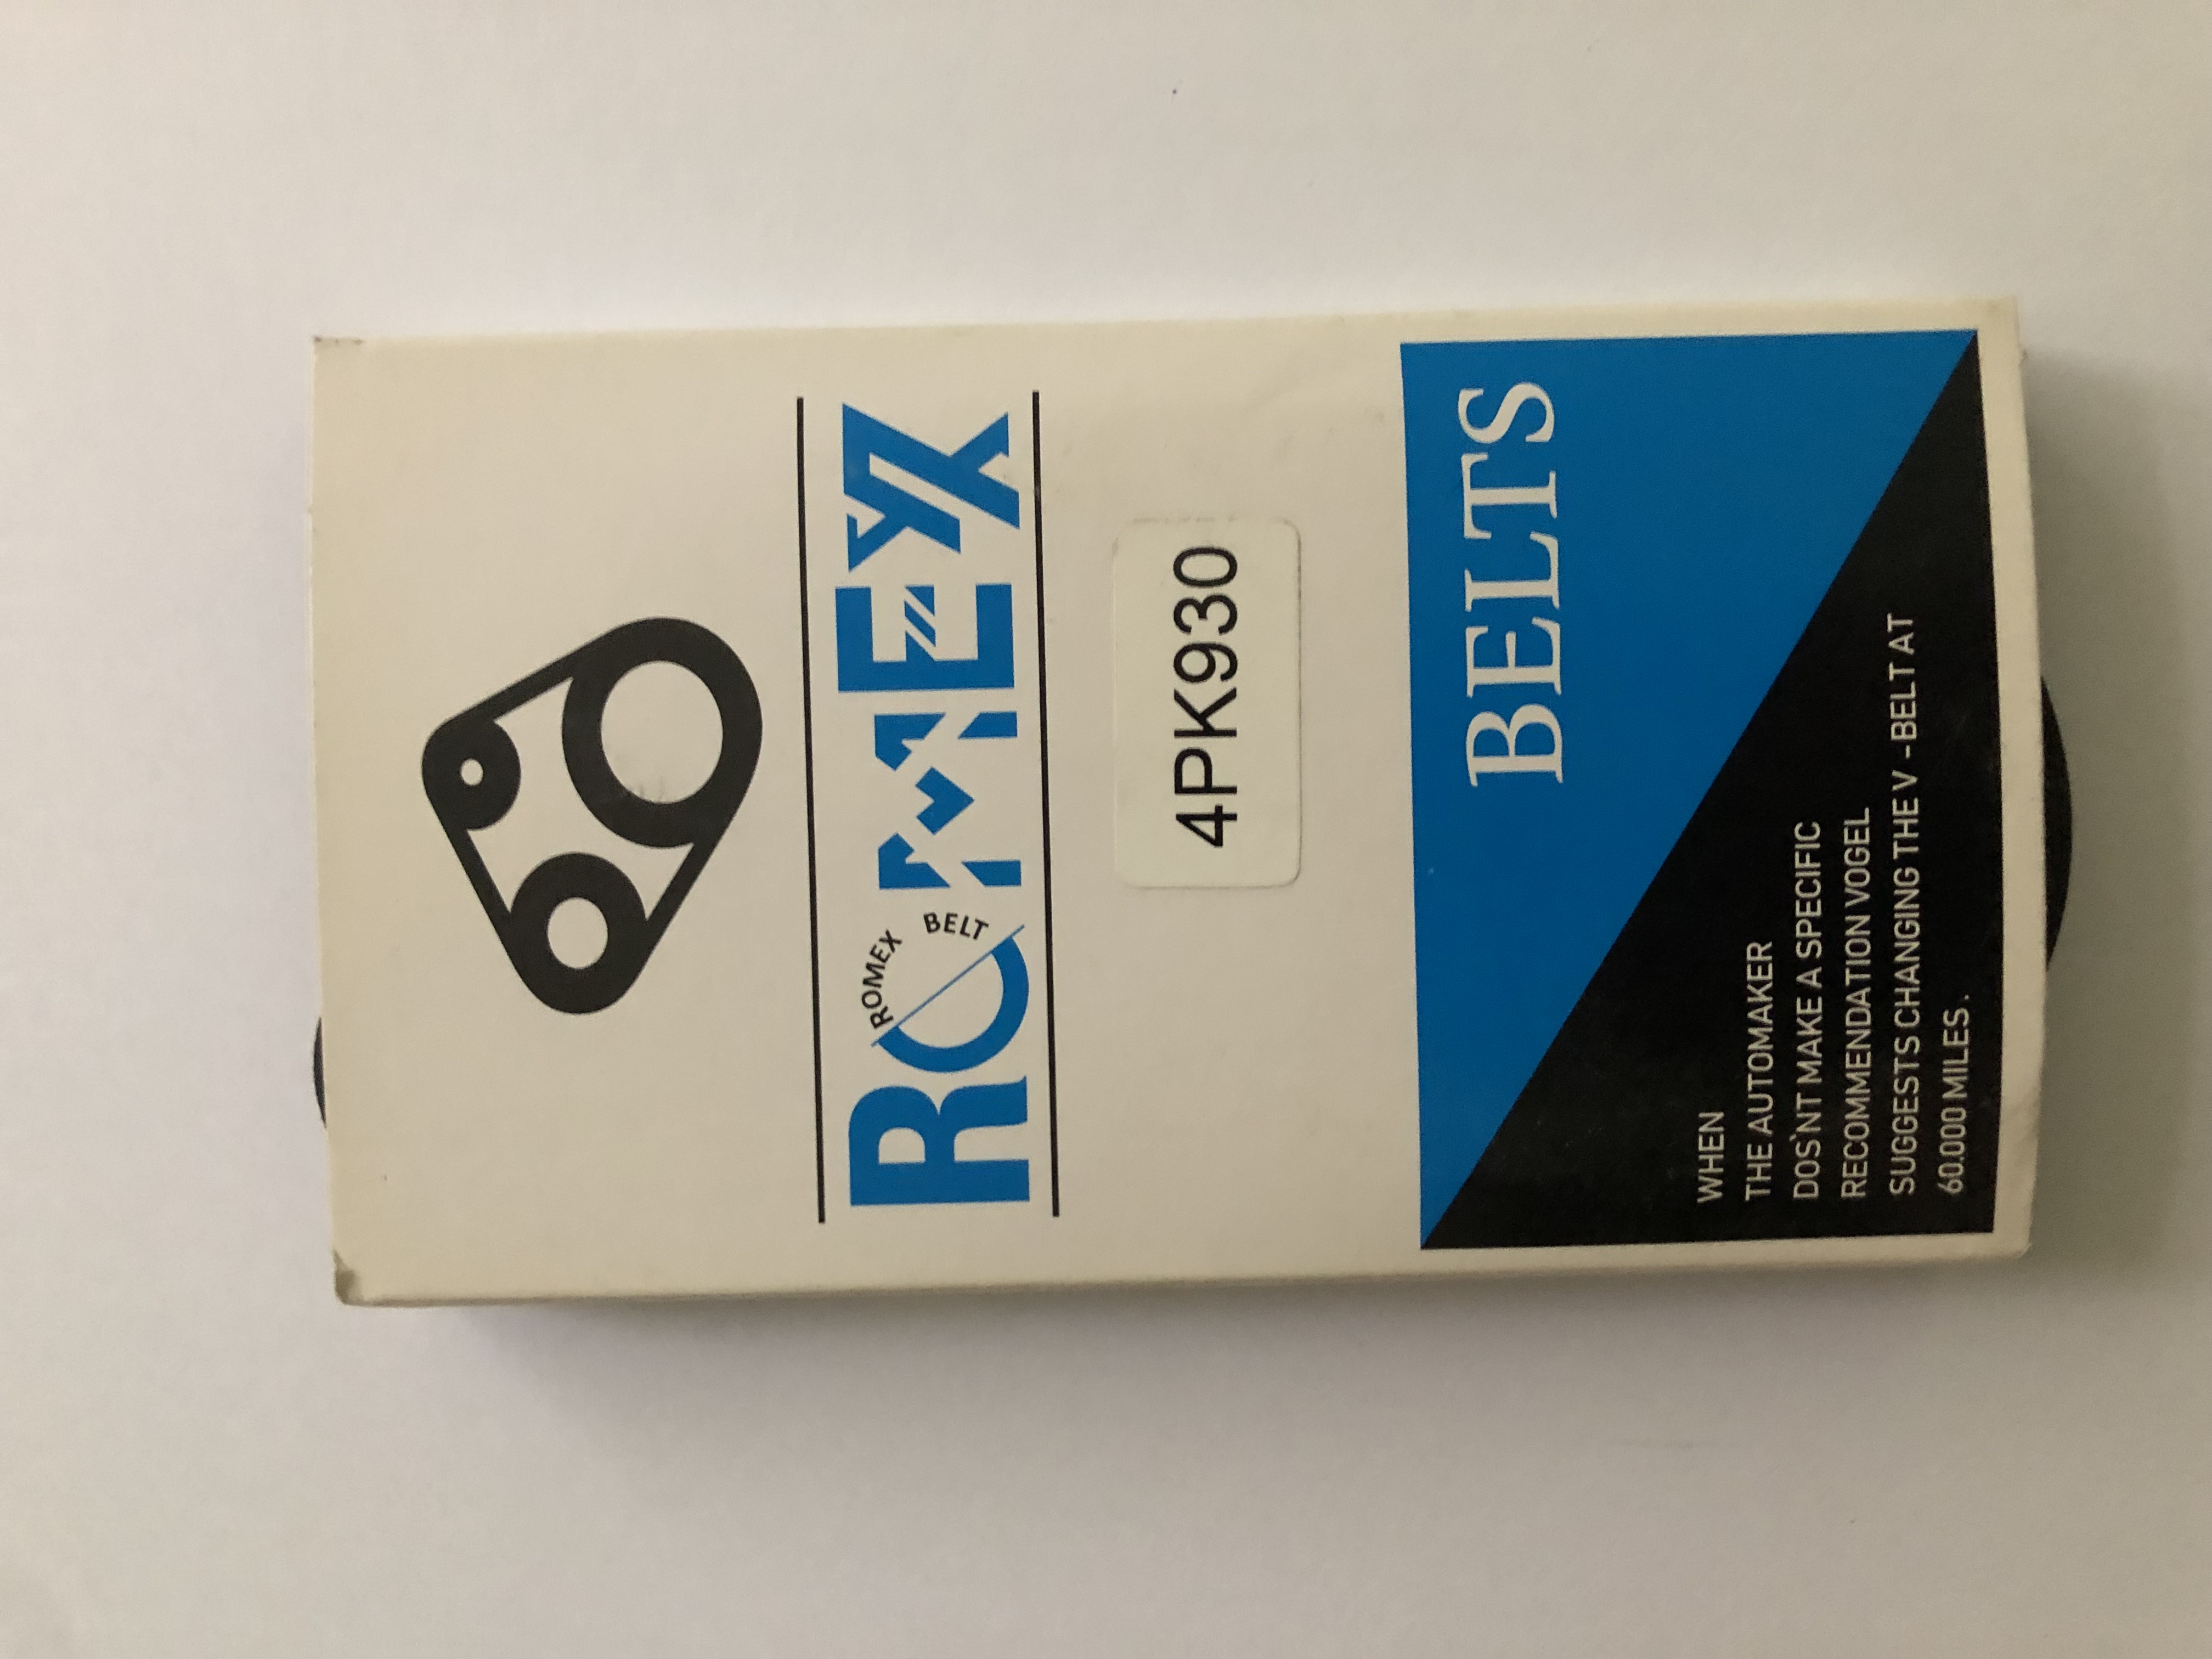 ROMEX
ROMEX BELT
4PK930
BELTS
WHEN
THE AUTOMAKER
DOS`NT MAKE A SPECIFIC
RECOMMENDATION VOGEL
SUGGESTS CHANGING THE V -BELT AT
60.000 MILES.